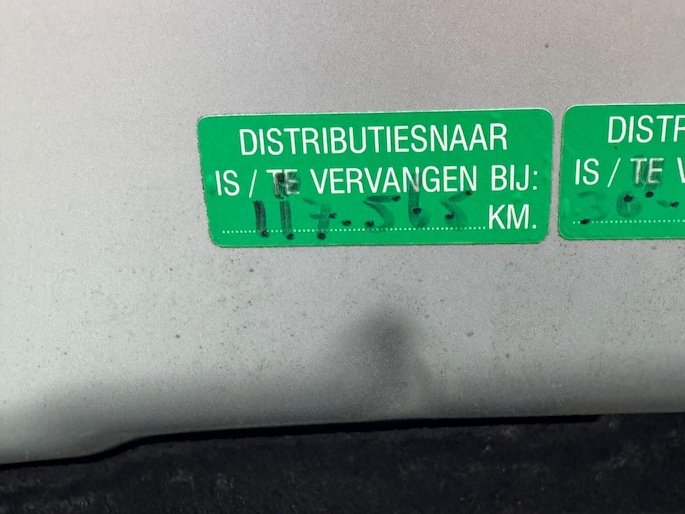 DISTRIBUTIESNAAR
IS / TE VERVANGEN BIJ:
117.565 KM.
DISTR
IS / TE V